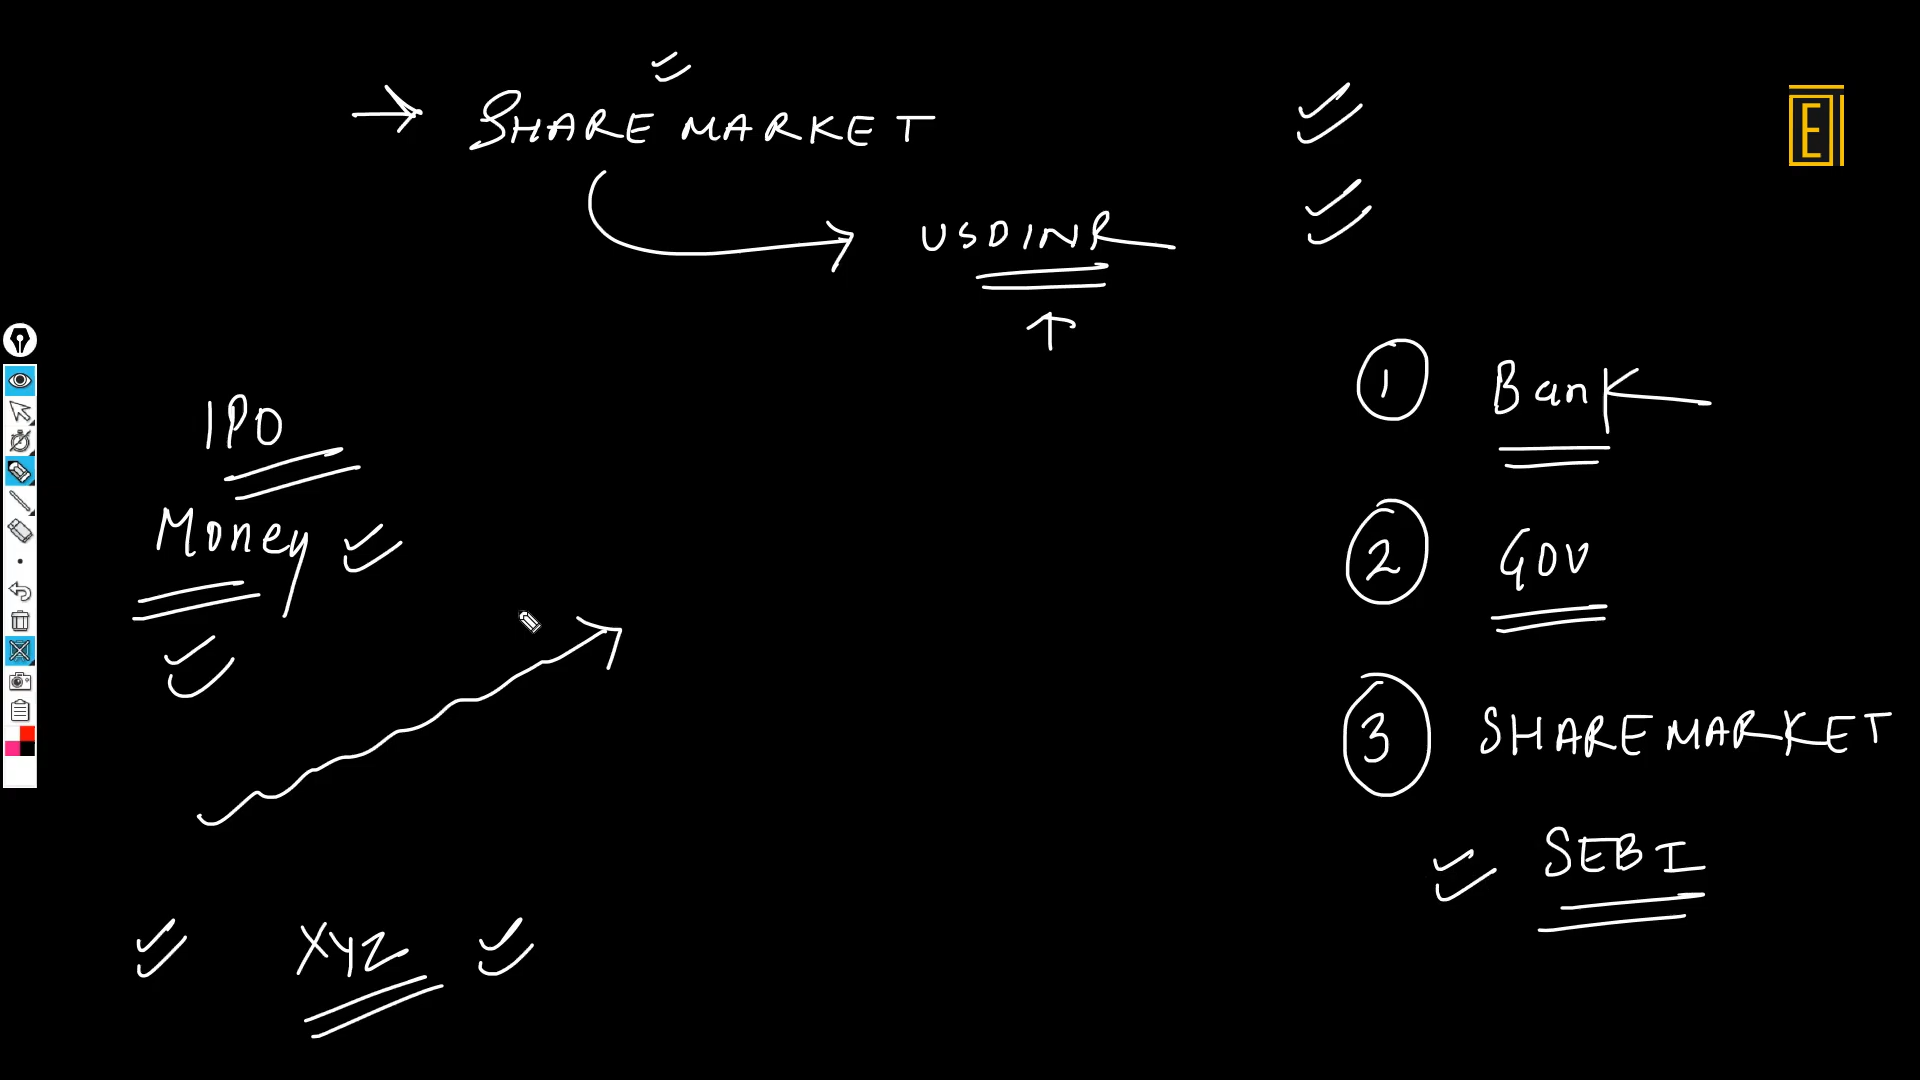 → SHARE MARKET
USDINR
↑
IPO
Money
XYZ
1 Bank
2 Gov
3 SHARE MARKET
SEBI
E